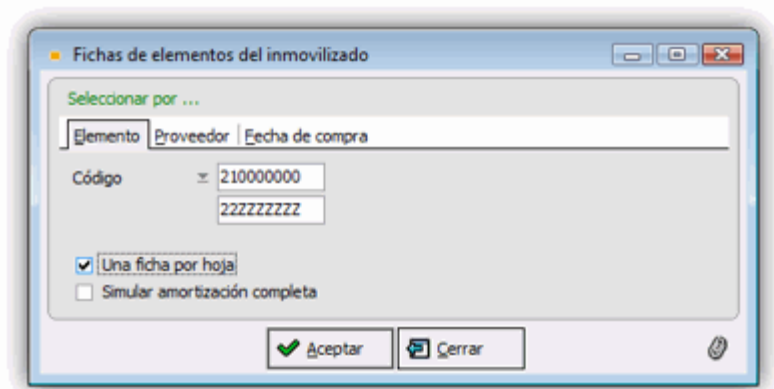 Fichas de elementos del inmovilizado
Seleccionar por ...
Elemento Proveedor Fecha de compra
Código 210000000
22ZZZZZZZ
Una ficha por hoja
Simular amortización completa
Aceptar Cerrar